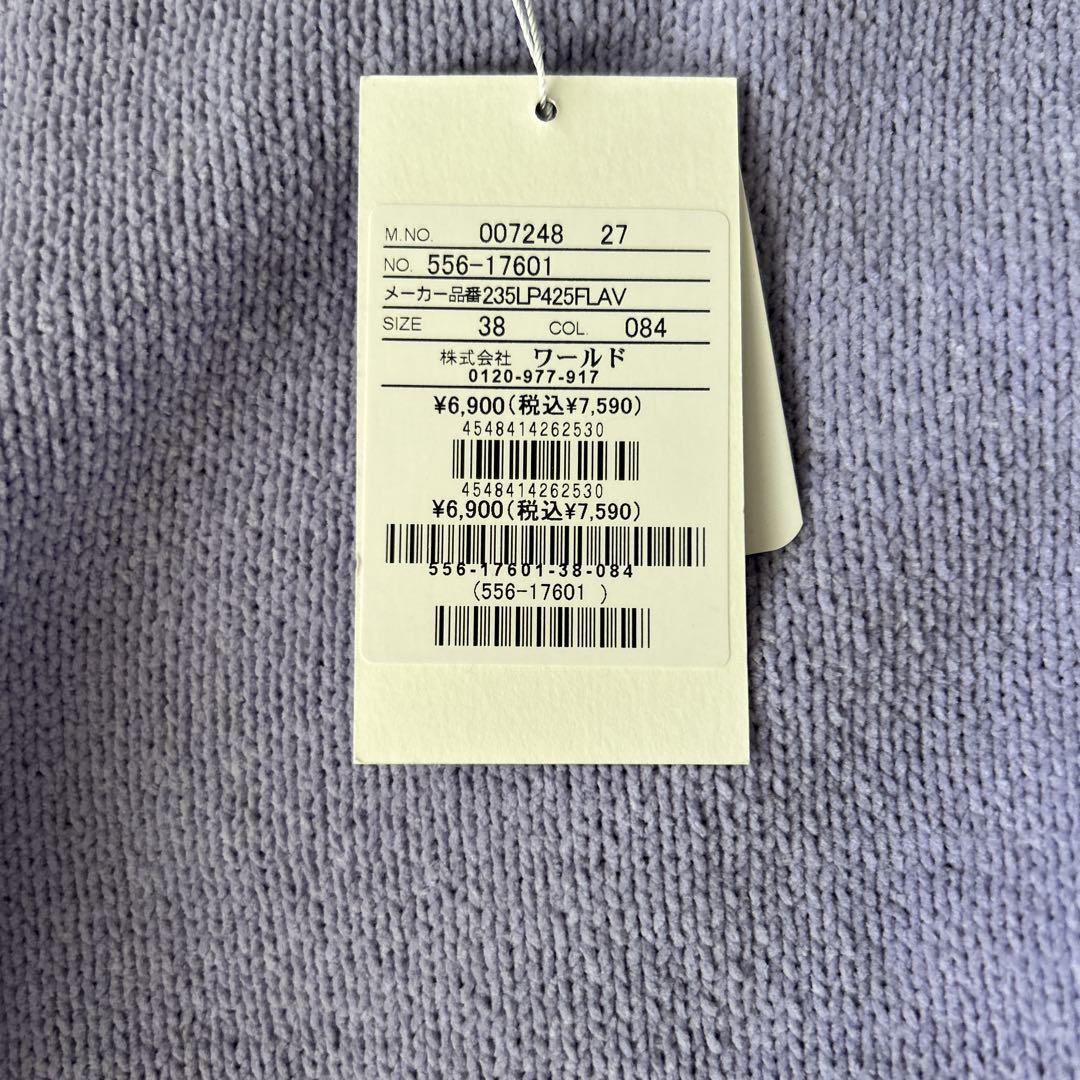 M.NO. 007248 27
NO. 556-17601
メーカー品番235LP425FLAV
SIZE 38 COL. 084
株式会社 ワールド
0120-977-917
¥6,900(税込¥7,590)
4548414262530
4548414262530
¥6,900(税込¥7,590)
556-17601-38-084
(556-17601 )